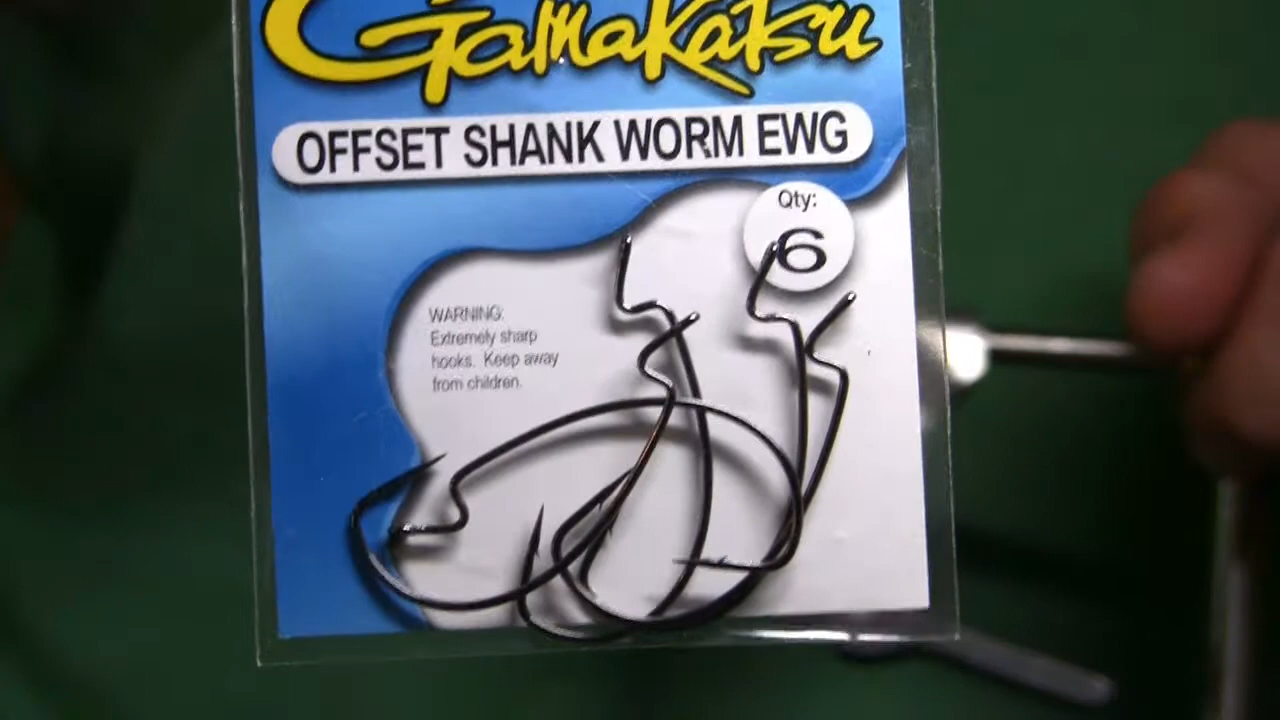 Gamakatsu
OFFSET SHANK WORM EWG
Qty:
6
WARNING:
Extremely sharp
hooks. Keep away
from children.